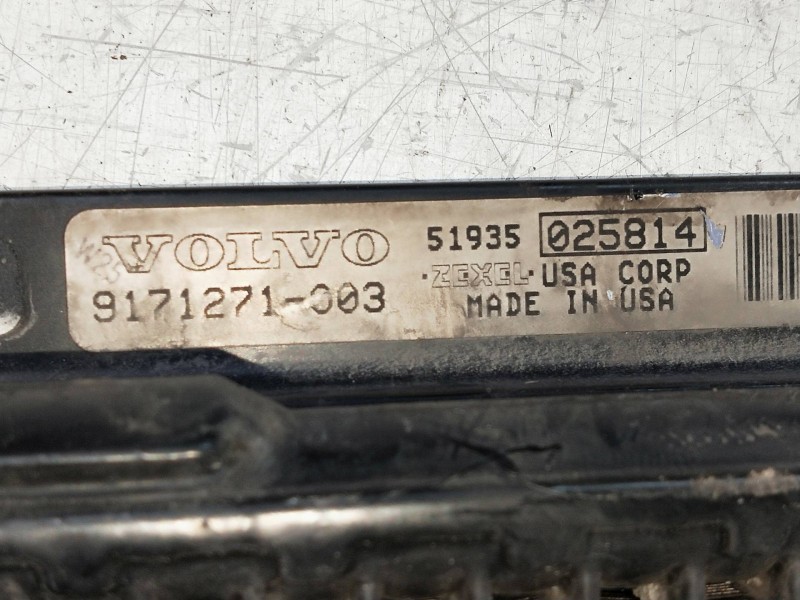 VOLVO 51935 025814
9171271-003 ZEXEL USA CORP
MADE IN USA